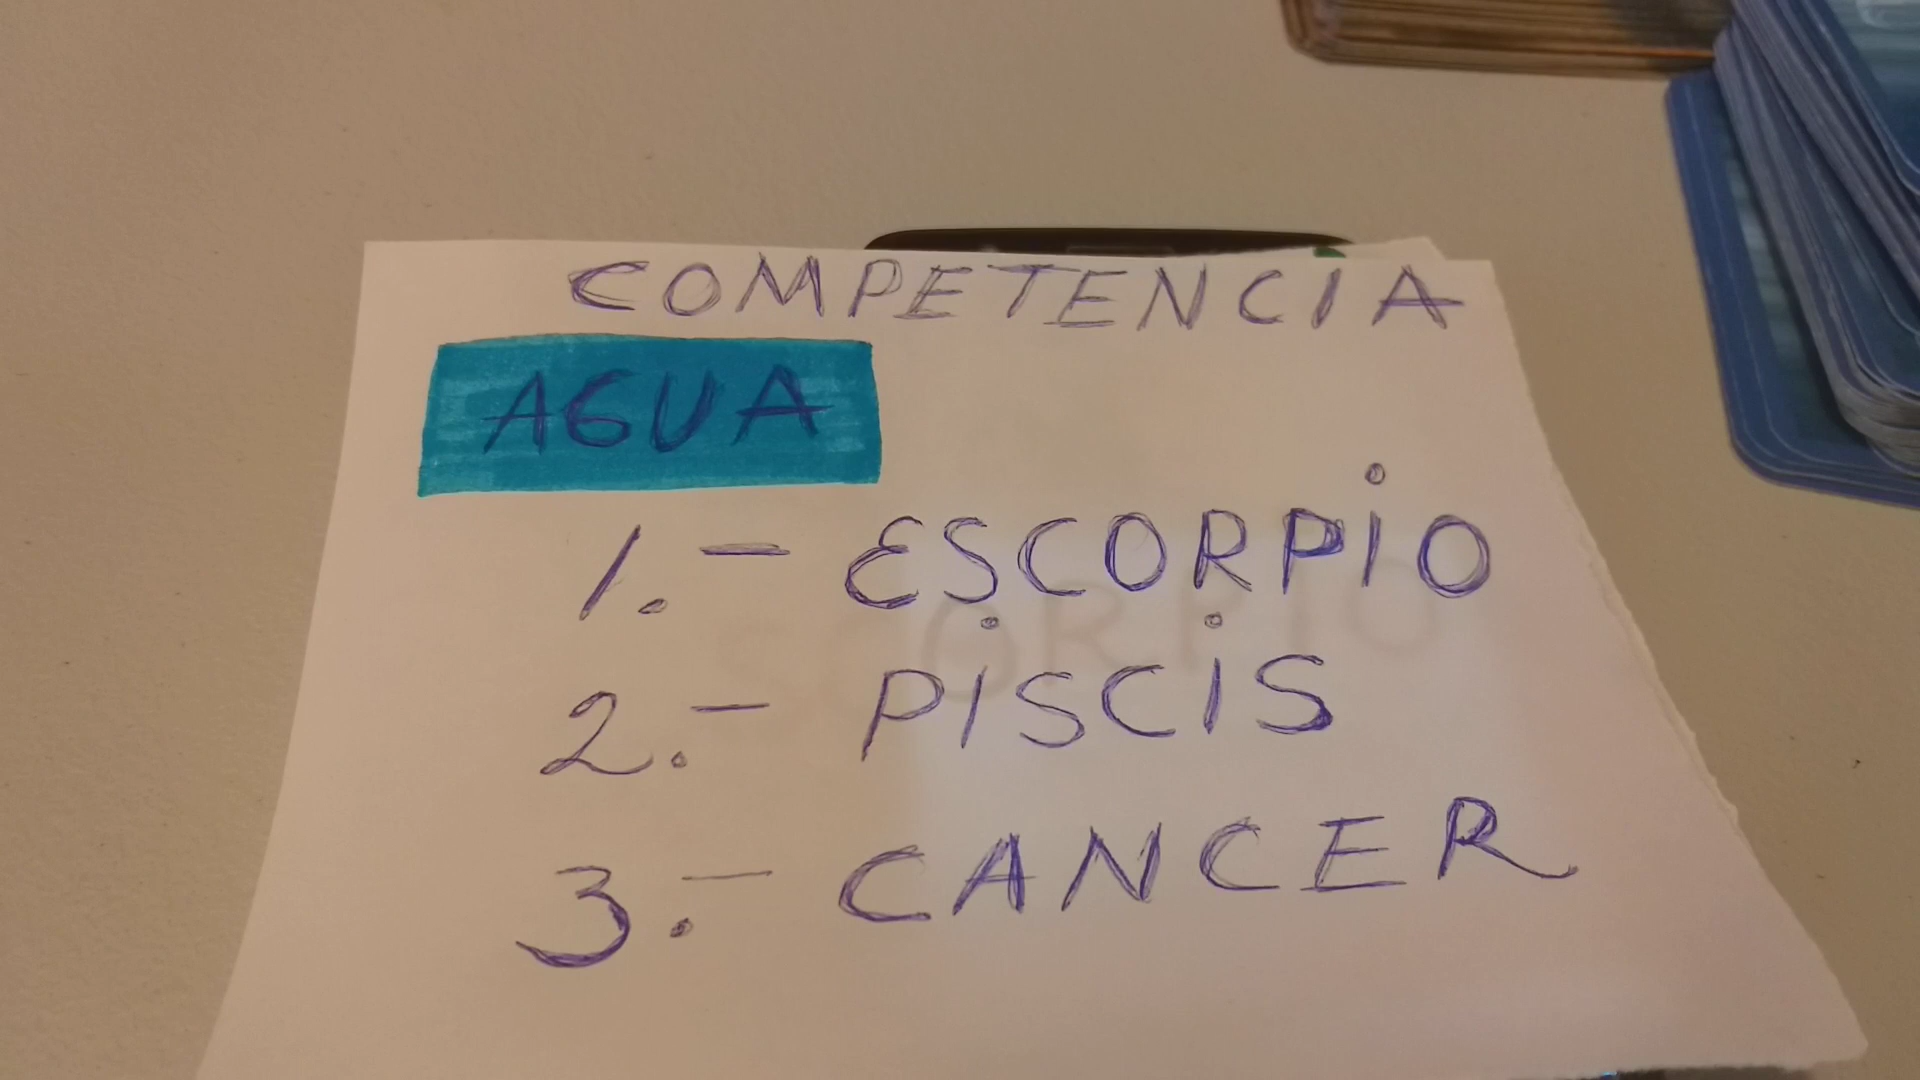 COMPETENCIA
AGUA
1.- ESCORPIO
2.- PISCIS
3.- CANCER